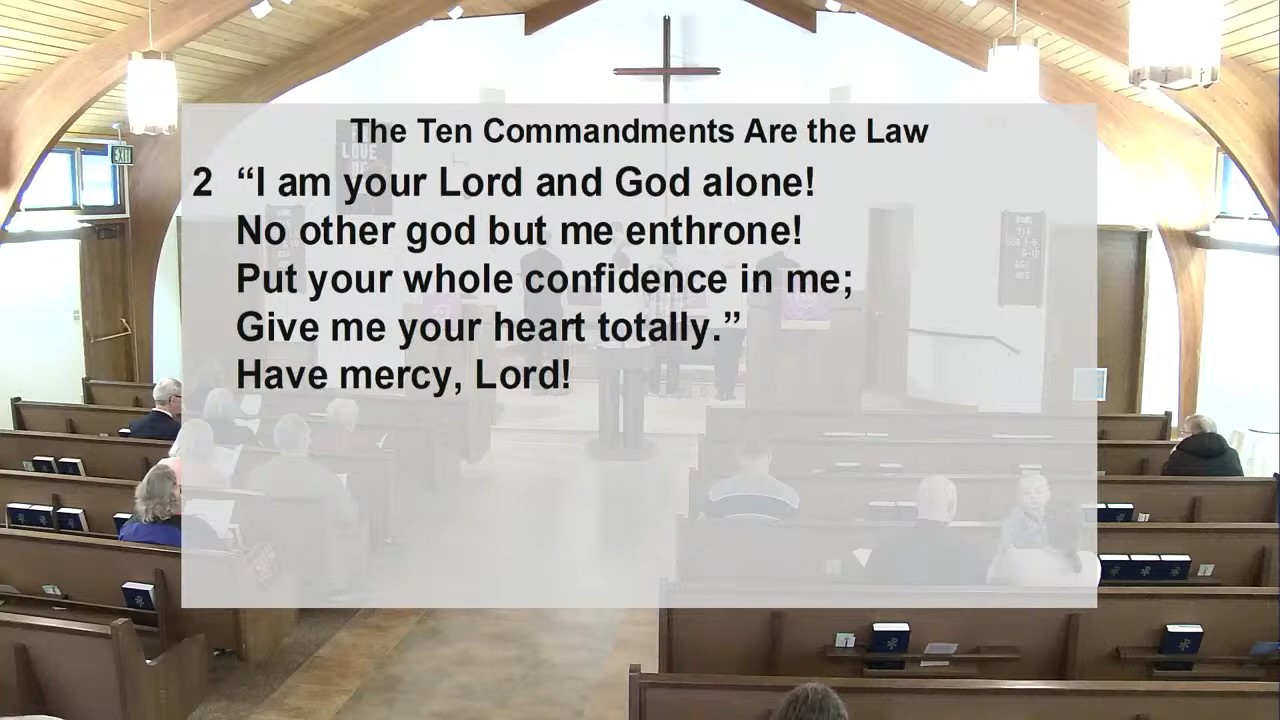 The Ten Commandments Are the Law
2 “I am your Lord and God alone!
No other god but me enthrone!
Put your whole confidence in me;
Give me your heart totally.”
Have mercy, Lord!
EXIT
LOVE